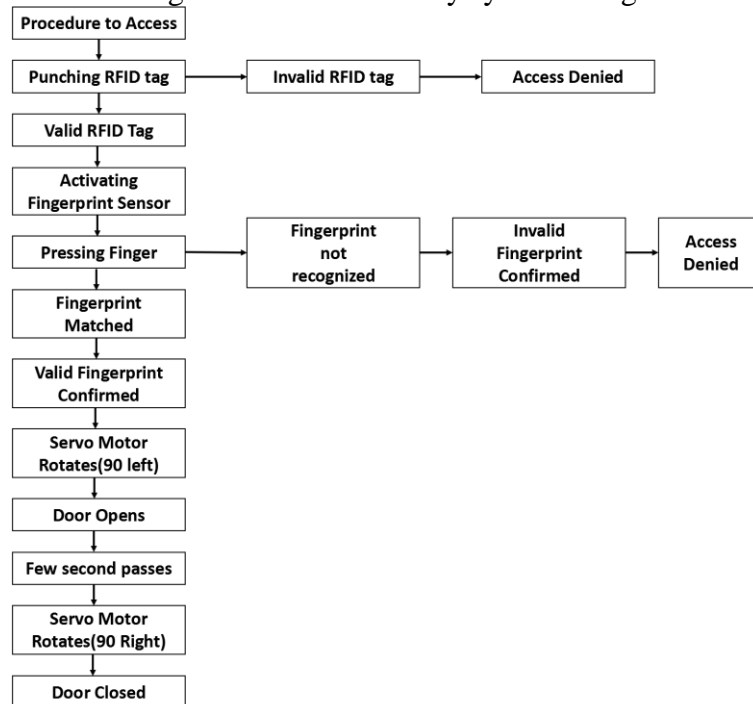 Procedure to Access
Punching RFID tag
Invalid RFID tag
Access Denied
Valid RFID Tag
Activating
Fingerprint Sensor
Pressing Finger
Fingerprint
not
recognized
Invalid
Fingerprint
Confirmed
Access
Denied
Fingerprint
Matched
Valid Fingerprint
Confirmed
Servo Motor
Rotates(90 left)
Door Opens
Few second passes
Servo Motor
Rotates(90 Right)
Door Closed